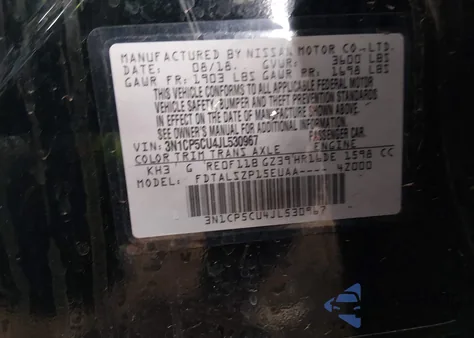 MANUFACTURED BY NISSAN MOTOR CO., LTD.
DATE: 08/18. GVWR: 3600 LBS
GAWR FR: 1903 LBS GAWR RR: 1698 LBS
THIS VEHICLE CONFORMS TO ALL APPLICABLE FEDERAL MOTOR
VEHICLE SAFETY, BUMPER AND THEFT PREVENTION STANDARDS
IN EFFECT ON THE DATE OF MANUFACTURE SHOWN ABOVE.
SEE OWNER'S MANUAL FOR ADDITIONAL INFORMATION.
VIN: 3N1CP5CU4JL530967 PASSENGER CAR.
COLOR TRIM TRANS AXLE ENGINE
KH3 G RE0F11B GZ39 HR16DE 1598 CC
MODEL: FDTALSZP15EUAA---- 42000
3N1CP5CU4JL530967